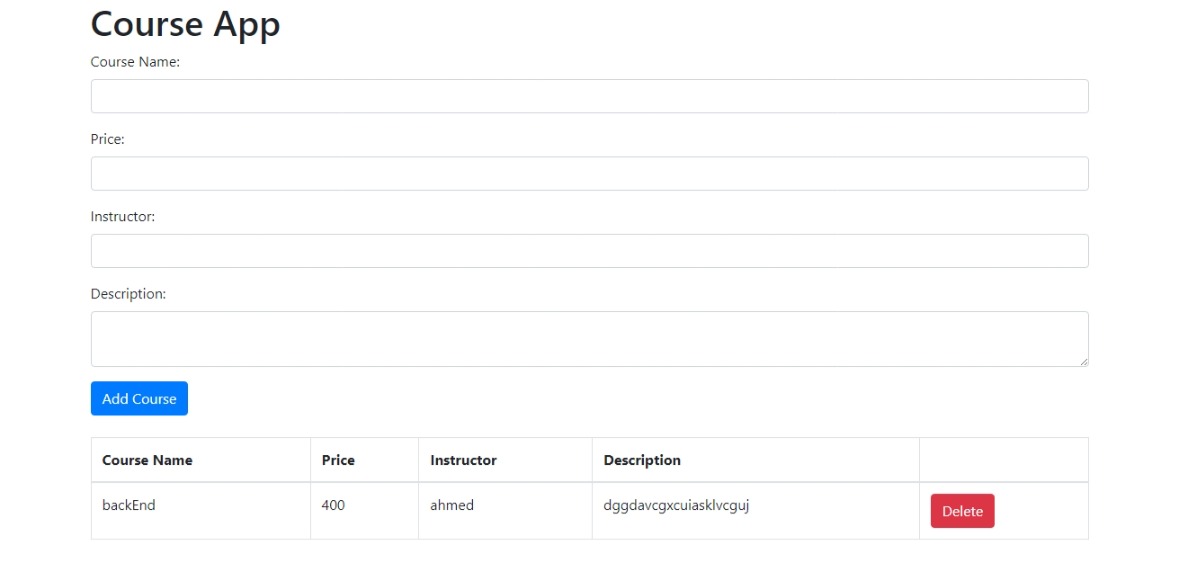 Course App
Course Name:
Price:
Instructor:
Description:
Add Course
Course Name Price Instructor Description
backEnd 400 ahmed dggdavcgxcuiasklvcguj Delete